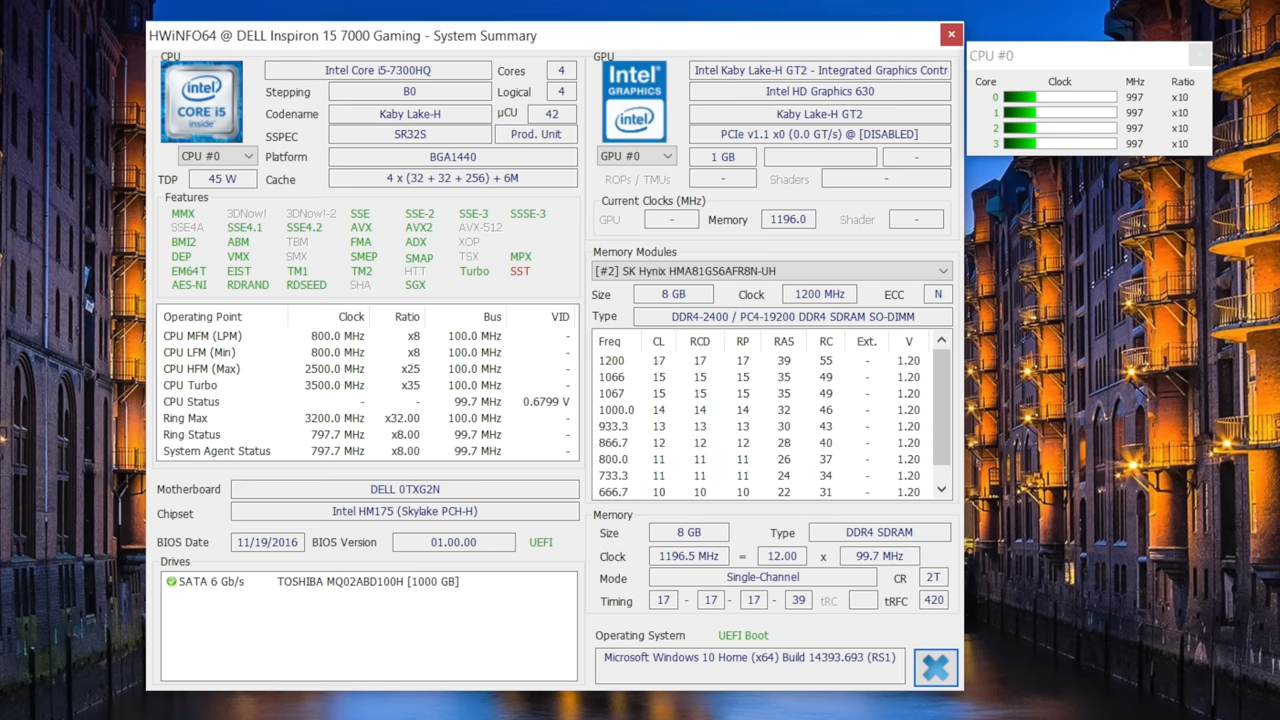 HWiNFO64 @ DELL Inspiron 15 7000 Gaming - System Summary
CPU
intel CORE i5 inside
Intel Core i5-7300HQ
Cores 4
Stepping B0
Logical 4
Codename Kaby Lake-H
µCU 42
SSPEC SR32S
Prod. Unit
CPU #0
Platform BGA1440
TDP 45 W
Cache 4 x (32 + 32 + 256) + 6M
Features
MMX 3DNow! 3DNow!-2 SSE SSE-2 SSE-3 SSSE-3
SSE4A SSE4.1 SSE4.2 AVX AVX2 AVX-512
BMI2 ABM TBM FMA ADX XOP
DEP VMX SMX SMEP SMAP TSX MPX
EM64T EIST TM1 TM2 HTT Turbo SST
AES-NI RDRAND RDSEED SHA SGX
Operating Point Clock Ratio Bus VID
CPU MFM (LPM) 800.0 MHz x8 100.0 MHz -
CPU LFM (Min) 800.0 MHz x8 100.0 MHz -
CPU HFM (Max) 2500.0 MHz x25 100.0 MHz -
CPU Turbo 3500.0 MHz x35 100.0 MHz -
CPU Status - - 99.7 MHz 0.6799 V
Ring Max 3200.0 MHz x32.00 100.0 MHz -
Ring Status 797.7 MHz x8.00 99.7 MHz -
System Agent Status 797.7 MHz x8.00 99.7 MHz -
Motherboard DELL 0TXG2N
Chipset Intel HM175 (Skylake PCH-H)
BIOS Date 11/19/2016 BIOS Version 01.00.00 UEFI
Drives
SATA 6 Gb/s TOSHIBA MQ02ABD100H [1000 GB]
GPU
Intel GRAPHICS intel
Intel Kaby Lake-H GT2 - Integrated Graphics Contr
Intel HD Graphics 630
Kaby Lake-H GT2
PCIe v1.1 x0 (0.0 GT/s) @ [DISABLED]
GPU #0
1 GB -
ROPs / TMUs - Shaders -
Current Clocks (MHz)
GPU - Memory 1196.0 Shader -
Memory Modules
[#2] SK Hynix HMA81GS6AFR8N-UH
Size 8 GB Clock 1200 MHz ECC N
Type DDR4-2400 / PC4-19200 DDR4 SDRAM SO-DIMM
Freq CL RCD RP RAS RC Ext. V
1200 17 17 17 39 55 - 1.20
1066 15 15 15 35 49 - 1.20
1067 15 15 15 35 49 - 1.20
1000.0 14 14 14 32 46 - 1.20
933.3 13 13 13 30 43 - 1.20
866.7 12 12 12 28 40 - 1.20
800.0 11 11 11 26 37 - 1.20
733.3 11 11 11 24 34 - 1.20
666.7 10 10 10 22 31 - 1.20
Memory
Size 8 GB Type DDR4 SDRAM
Clock 1196.5 MHz = 12.00 x 99.7 MHz
Mode Single-Channel CR 2T
Timing 17 - 17 - 17 - 39 tRC tRFC 420
Operating System UEFI Boot
Microsoft Windows 10 Home (x64) Build 14393.693 (RS1)
CPU #0
Core Clock MHz Ratio
0 997 x10
1 997 x10
2 997 x10
3 997 x10